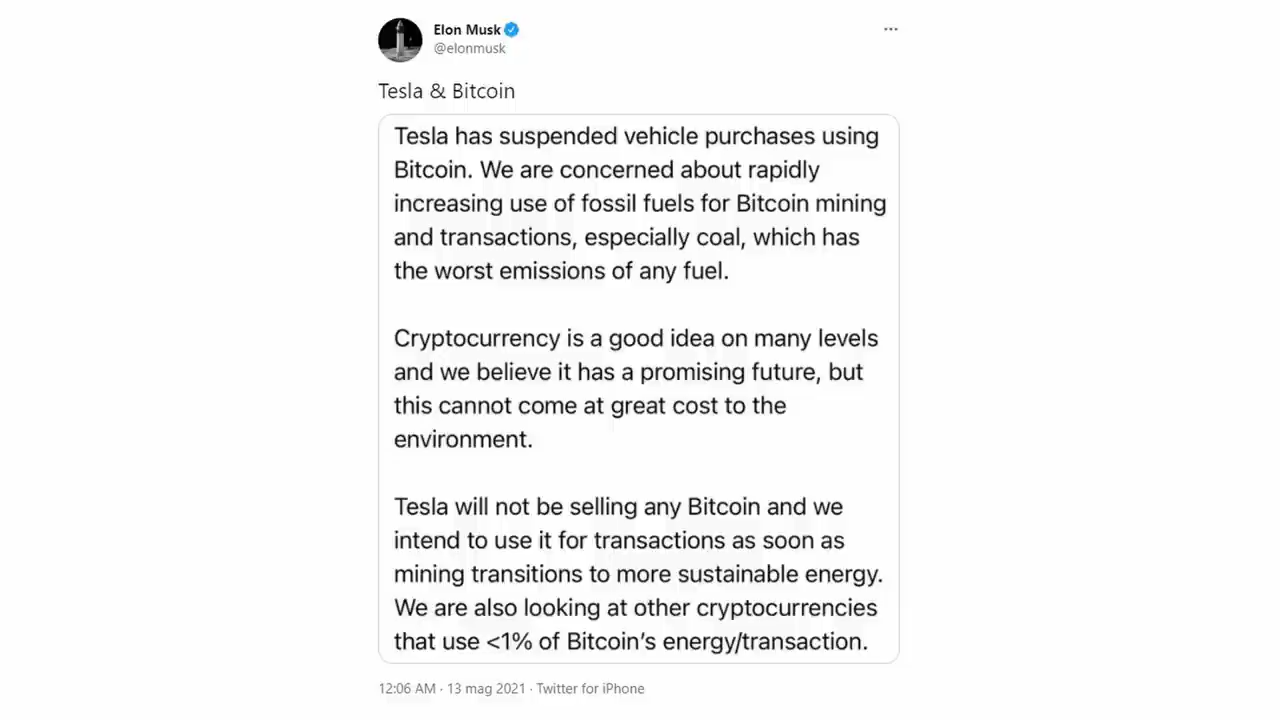 Elon Musk
@elonmusk
Tesla & Bitcoin
Tesla has suspended vehicle purchases using
Bitcoin. We are concerned about rapidly
increasing use of fossil fuels for Bitcoin mining
and transactions, especially coal, which has
the worst emissions of any fuel.
Cryptocurrency is a good idea on many levels
and we believe it has a promising future, but
this cannot come at great cost to the
environment.
Tesla will not be selling any Bitcoin and we
intend to use it for transactions as soon as
mining transitions to more sustainable energy.
We are also looking at other cryptocurrencies
that use <1% of Bitcoin’s energy/transaction.
12:06 AM · 13 mag 2021 · Twitter for iPhone